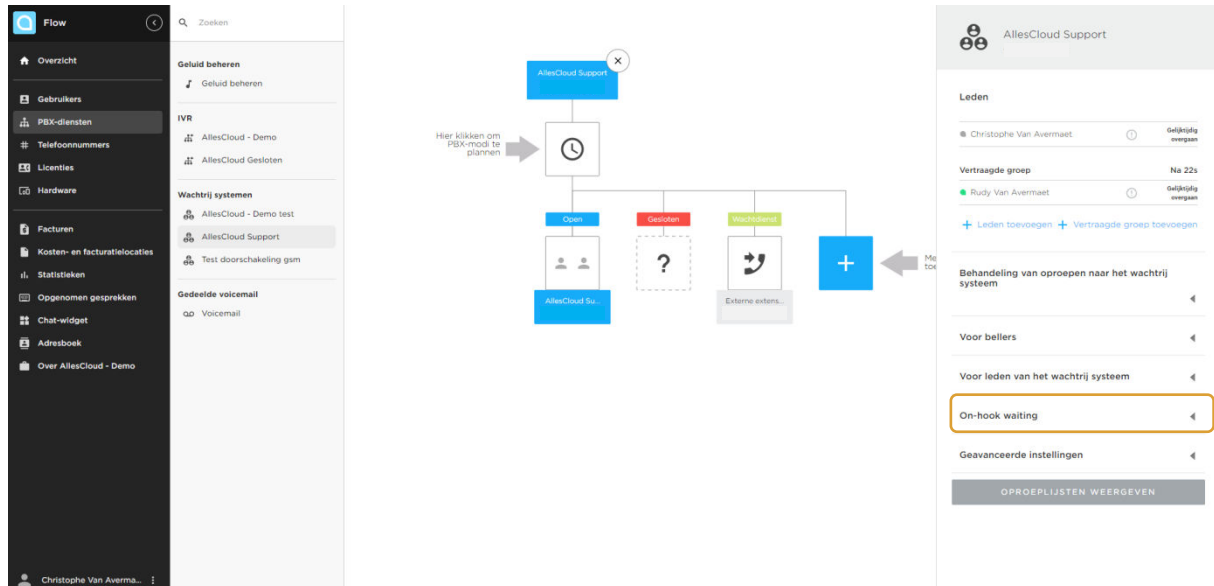 Flow
Overzicht
Gebruikers
PBX-diensten
Telefoonnummers
Licenties
Hardware
Facturen
Kosten- en facturatielocaties
Statistieken
Opgenomen gesprekken
Chat-widget
Adresboek
Over AllesCloud - Demo
Christophe Van Averma...
Zoeken
Geluid beheren
Geluid beheren
IVR
AllesCloud - Demo
AllesCloud Gesloten
Wachtrij systemen
AllesCloud - Demo test
AllesCloud Support
Test doorschakeling gsm
Gedeelde voicemail
Voicemail
AllesCloud Support
Hier klikken om
PBX-modi te
plannen
Open
Gesloten
Wachtdienst
?
+
Me
toe
AllesCloud Su...
Externe extens...
AllesCloud Support
Leden
Christophe Van Avermaet
Gelijktijdig
overgaan
Vertraagde groep Na 22s
Rudy Van Avermaet
Gelijktijdig
overgaan
+ Leden toevoegen + Vertraagde groep toevoegen
Behandeling van oproepen naar het wachtrij
systeem
Voor bellers
Voor leden van het wachtrij systeem
On-hook waiting
Geavanceerde instellingen
OPROEPLIJSTEN WEERGEVEN